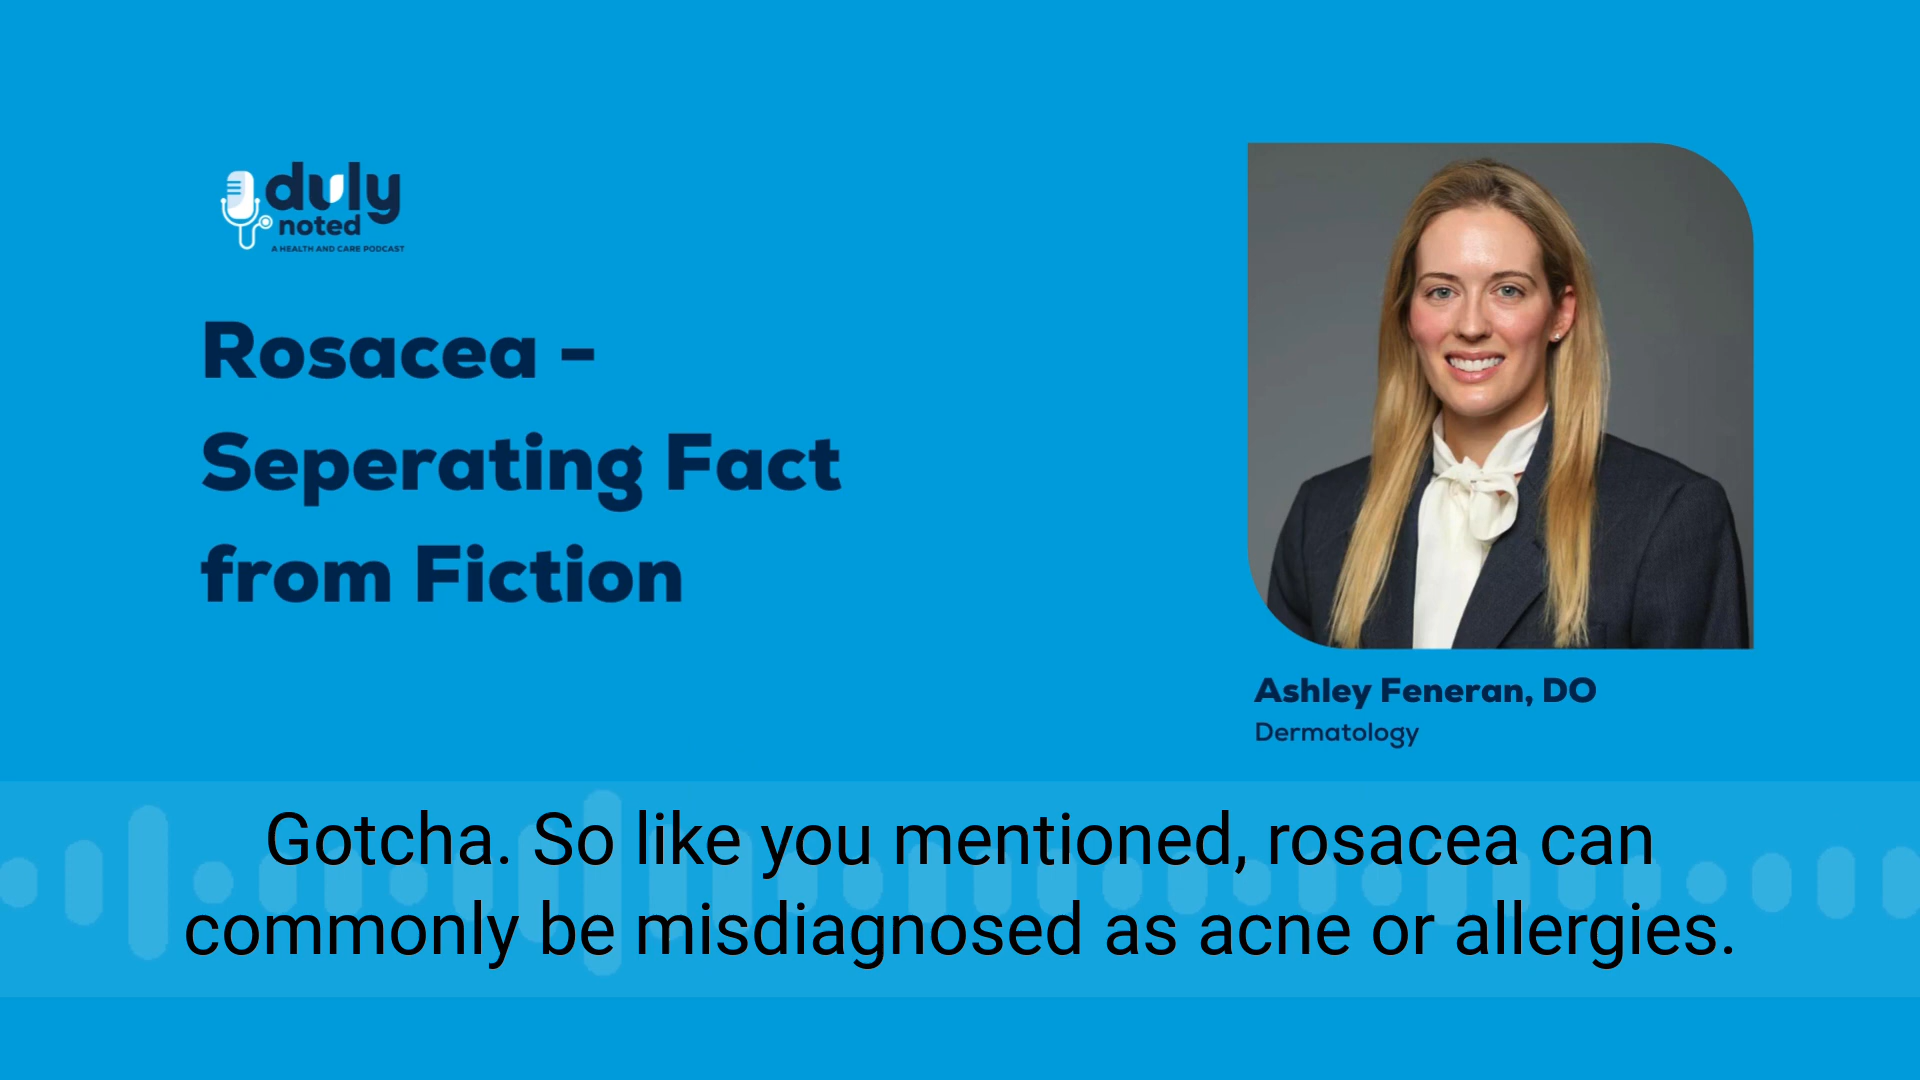 duly
noted
A HEALTH AND CARE PODCAST
Rosacea –
Seperating Fact
from Fiction
Ashley Feneran, DO
Dermatology
Gotcha. So like you mentioned, rosacea can
commonly be misdiagnosed as acne or allergies.